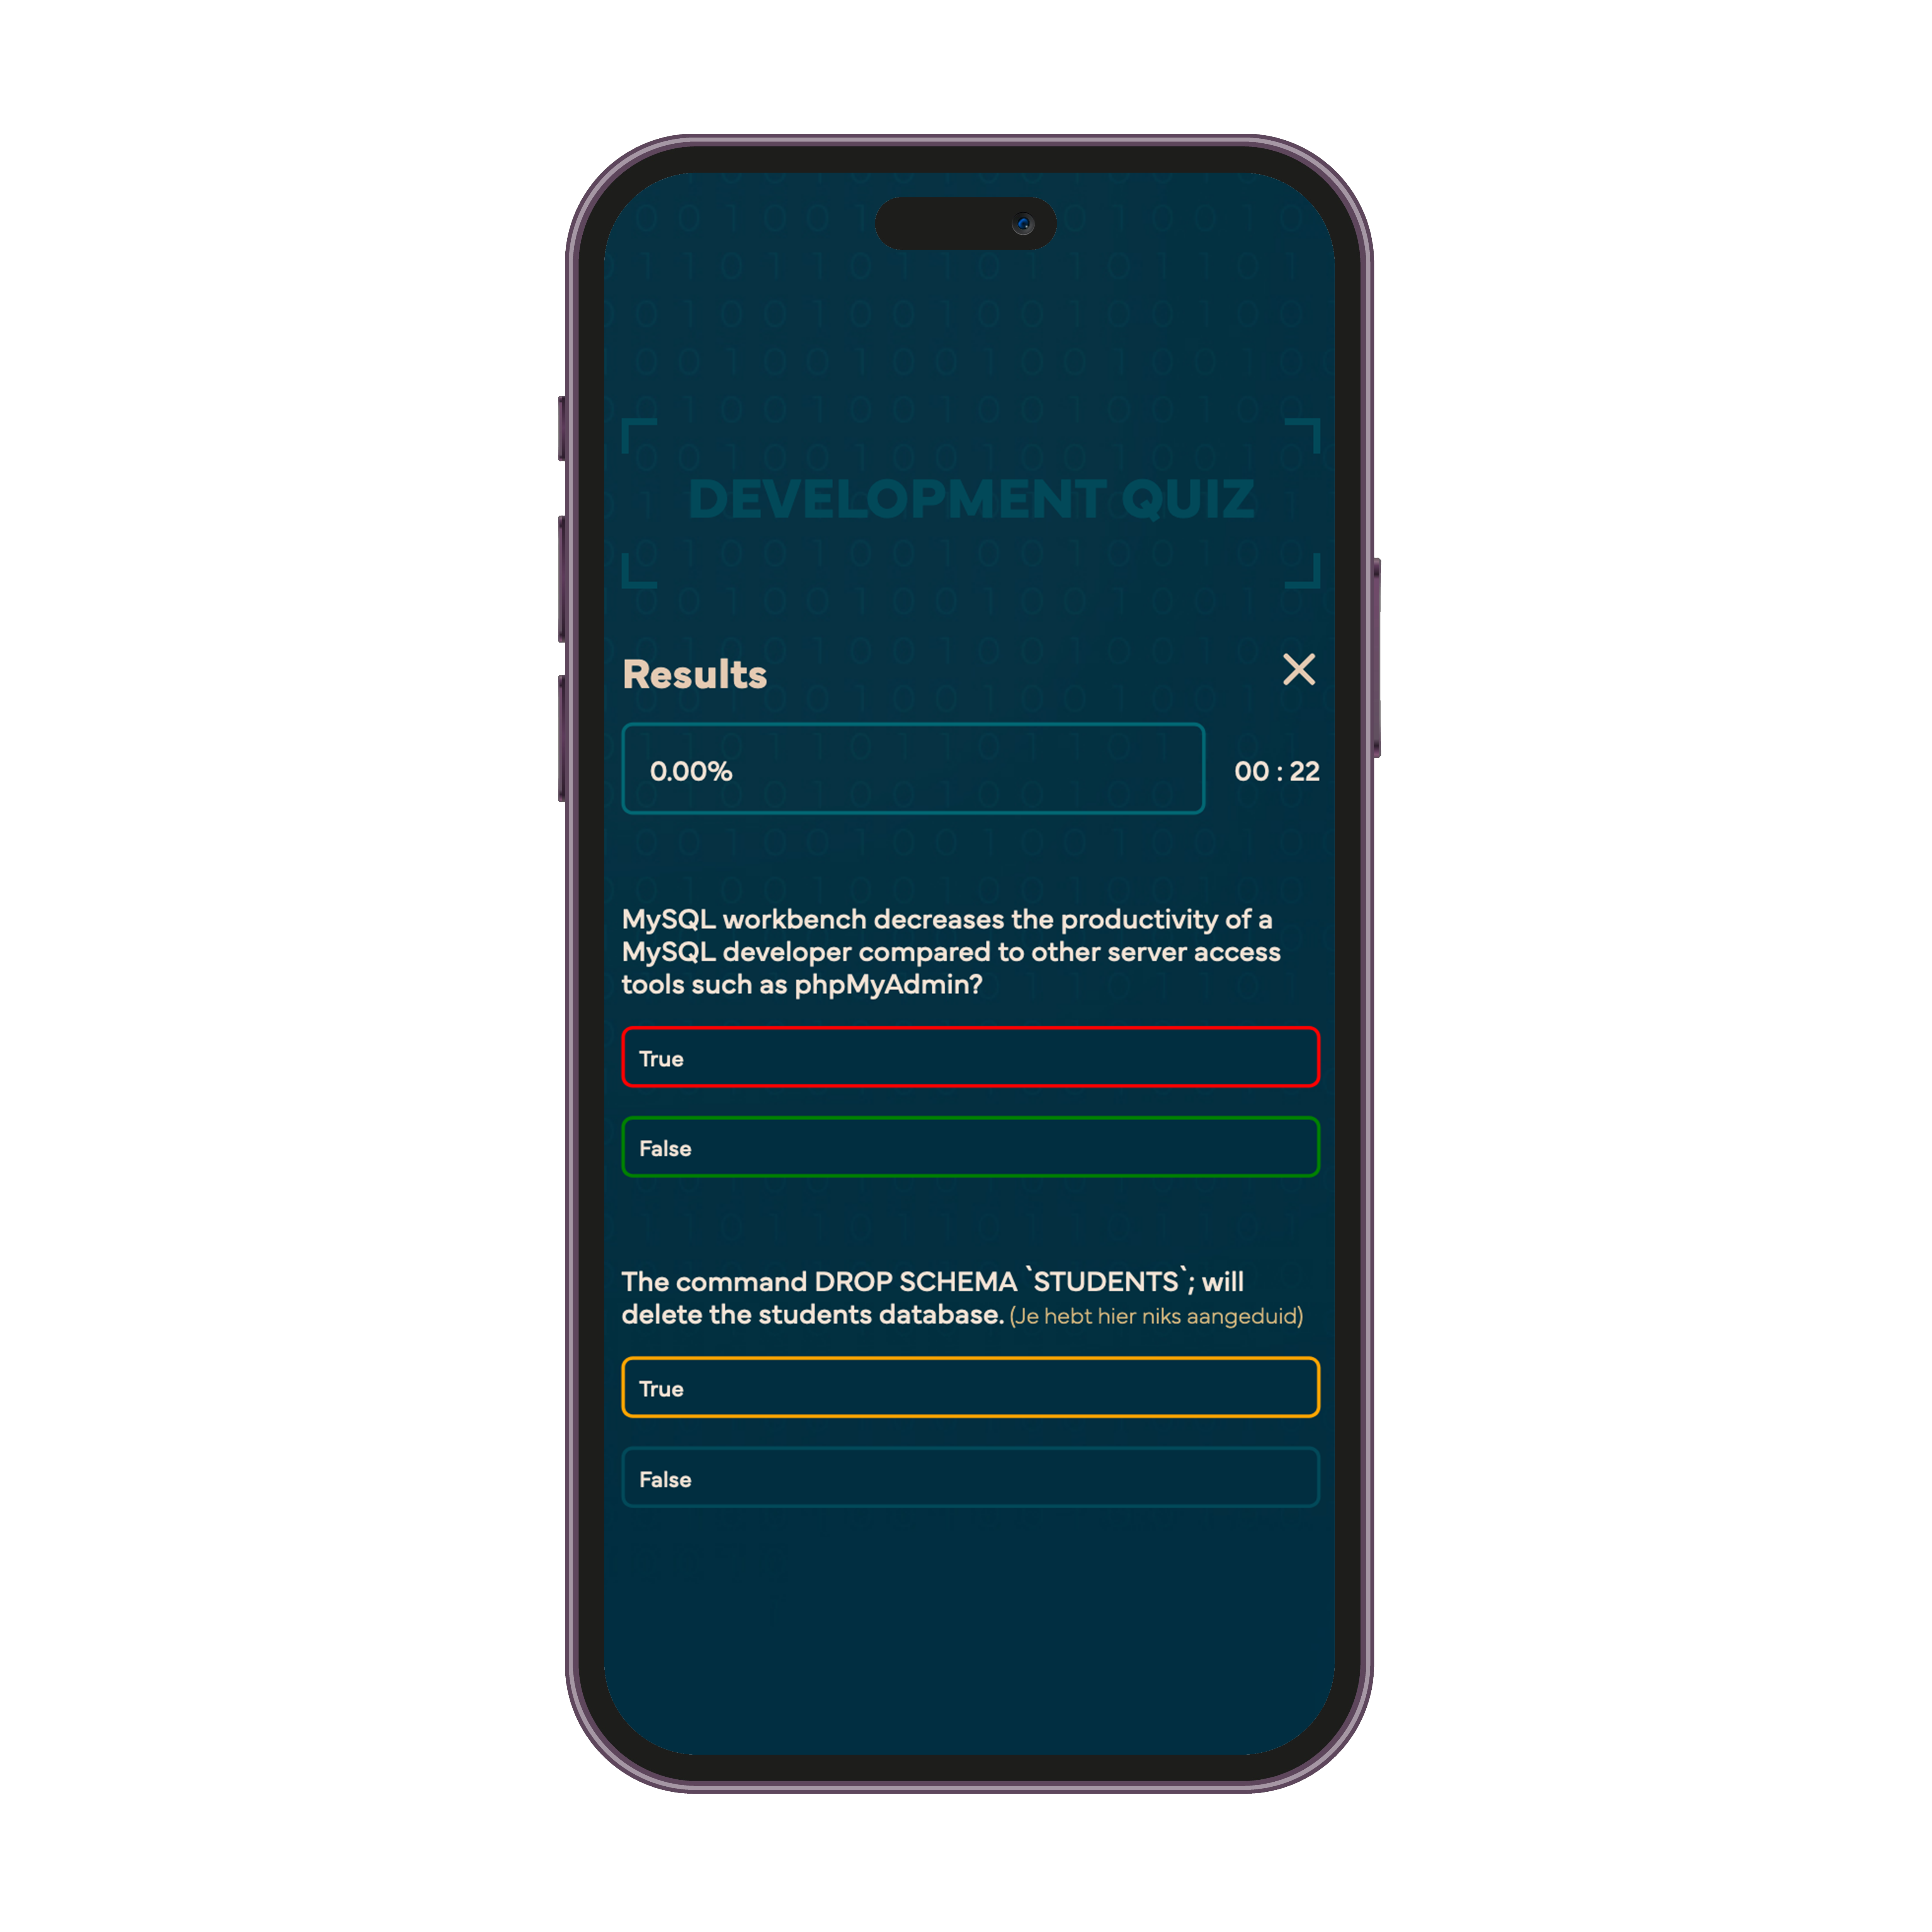 DEVELOPMENT QUIZ
Results
0.00%
00 : 22
MySQL workbench decreases the productivity of a
MySQL developer compared to other server access
tools such as phpMyAdmin?
True
False
The command DROP SCHEMA `STUDENTS`; will
delete the students database. (Je hebt hier niks aangeduid)
True
False